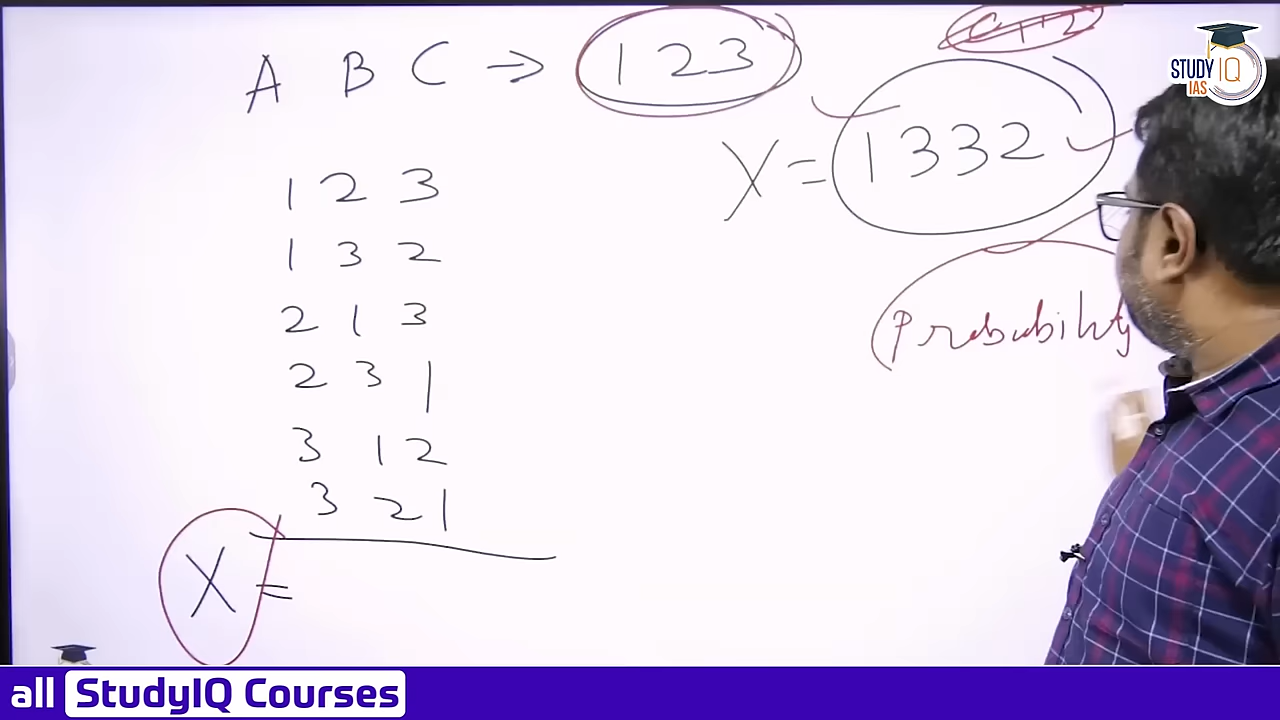 A B C → 123
X = 1332
1 2 3
1 3 2
2 1 3
2 3 1
3 1 2
3 2 1
X =
Probability
STUDY IQ
IAS
all StudyIQ Courses